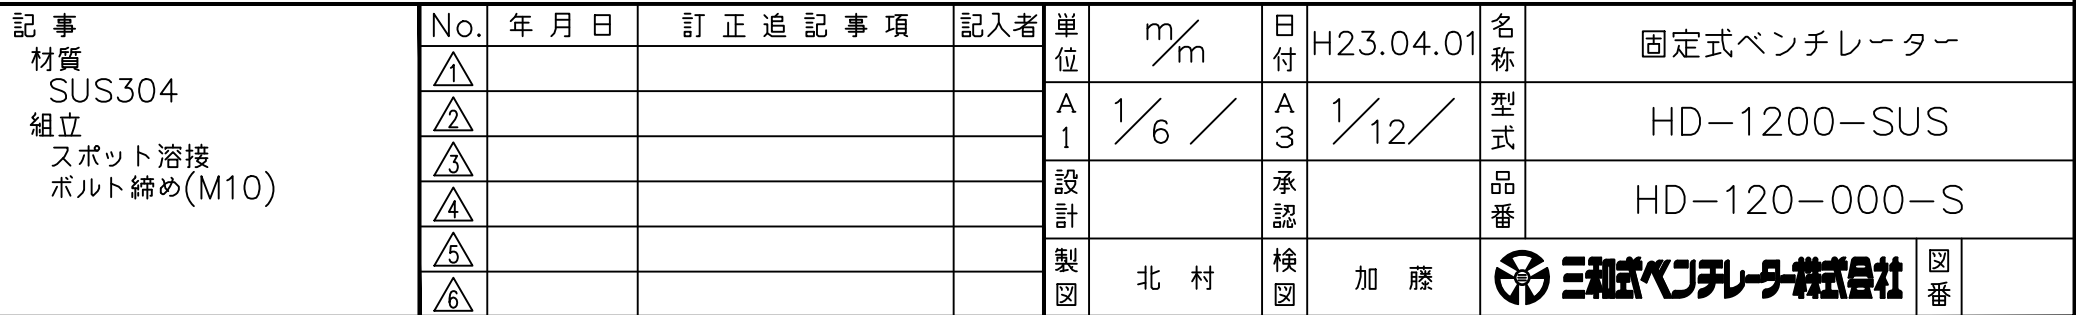 記事
材質
SUS304
組立
スポット溶接
ボルト締め(M10)
No. 年月日 訂正追記事項 記入者
1
2
3
4
5
6
単位 m/m 日付 H23.04.01 名称 固定式ベンチレーター
A1 1/6 / A3 1/12/ 型式 HD-1200-SUS
設計 承認 品番 HD-120-000-S
製図 北村 検図 加藤 三和式ベンチレーター株式会社 図番